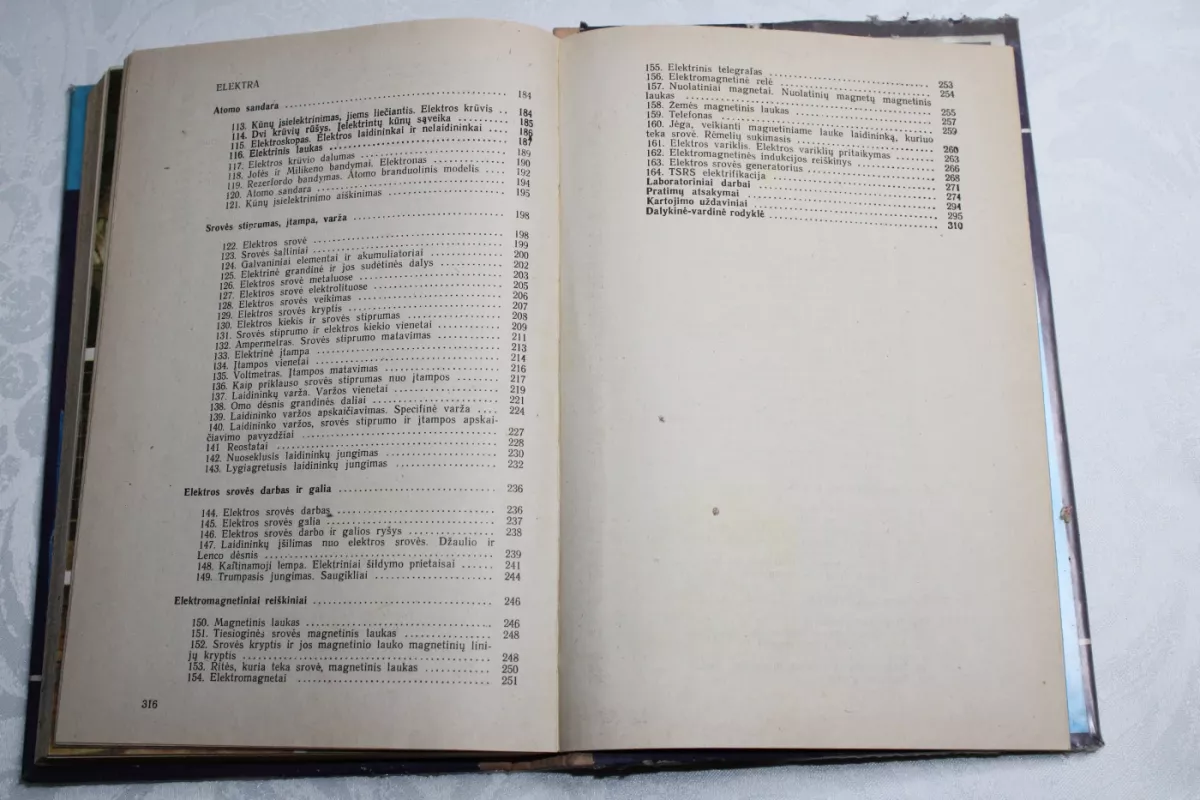 ELEKTRA
Atomo sandara 184
113. Kūnų įsielektrinimas, jiems liečiantis. Elektros krūvis 184
114. Dvi krūvių rūšys. Įelektrintų kūnų sąveika 185
115. Elektroskopas. Elektros laidininkai ir nelaidininkai 186
116. Elektrinis laukas 187
117. Elektros krūvio dalumas 189
118. Jofės ir Milikeno bandymai. Elektronas 190
119. Rezerfordo bandymas. Atomo branduolinis modelis 192
120. Atomo sandara 194
121. Kūnų įsielektrinimo aiškinimas 195
Srovės stiprumas, įtampa, varža 198
122. Elektros srovė 198
123. Srovės šaltiniai 199
124. Galvaniniai elementai ir akumuliatoriai 200
125. Elektrinė grandinė ir jos sudėtinės dalys 202
126. Elektros srovė metaluose 203
127. Elektros srovė elektrolituose 205
128. Elektros srovės veikimas 206
129. Elektros srovės kryptis 207
130. Elektros kiekis ir srovės stiprumas 208
131. Srovės stiprumo ir elektros kiekio vienetai 209
132. Ampermetras. Srovės stiprumo matavimas 211
133. Elektrinė įtampa 213
134. Įtampos vienetai 214
135. Voltmetras. Įtampos matavimas 216
136. Kaip priklauso srovės stiprumas nuo įtampos 217
137. Laidininkų varža. Varžos vienetai 219
138. Omo dėsnis grandinės daliai 221
139. Laidininko varžos apskaičiavimas. Specifinė varža 224
140. Laidininko varžos, srovės stiprumo ir įtampos apskai-
čiavimo pavyzdžiai 227
141 Reostatai 228
142. Nuoseklusis laidininkų jungimas 230
143. Lygiagretusis laidininkų jungimas 232
Elektros srovės darbas ir galia 236
144. Elektros srovės darbas 236
145. Elektros srovės galia 237
146. Elektros srovės darbo ir galios ryšys 238
147. Laidininkų įšilimas nuo elektros srovės. Džaulio ir
Lenco dėsnis 239
148. Kaitinamoji lempa. Elektriniai šildymo prietaisai 241
149. Trumpasis jungimas. Saugikliai 244
Elektromagnetiniai reiškiniai 246
150. Magnetinis laukas 246
151. Tiesioginės srovės magnetinis laukas 248
152. Srovės kryptis ir jos magnetinio lauko magnetinių lini-
jų kryptis 248
153. Ritės, kuria teka srovė, magnetinis laukas 250
154. Elektromagnetai 251
316
155. Elektrinis telegrafas 253
156. Elektromagnetinė relė 254
157. Nuolatiniai magnetai. Nuolatinių magnetų magnetinis
laukas 255
158. Žemės magnetinis laukas 257
159. Telefonas 259
160. Jėga, veikianti magnetiniame lauke laidininką, kuriuo
teka srovė. Rėmelių sukimasis 260
161. Elektros variklis. Elektros variklių pritaikymas 263
162. Elektromagnetinės indukcijos reiškinys 266
163. Elektros srovės generatorius 268
164. TSRS elektrifikacija 271
Laboratoriniai darbai 274
Pratimų atsakymai 294
Kartojimo uždaviniai 295
Dalykinė-vardinė rodyklė 310